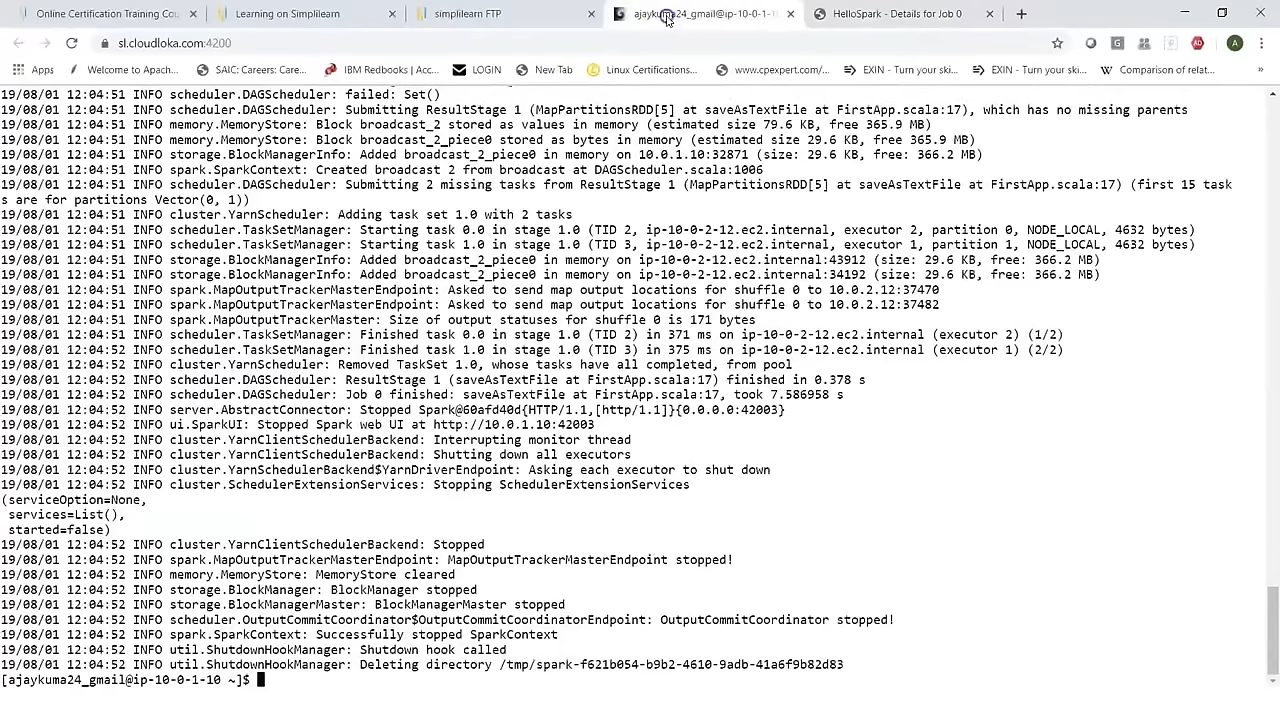 Online Certification Training Cou
Learning on Simplilearn
simplilearn FTP
ajaykuma24_gmail@ip-10-0-1-1
HelloSpark - Details for Job 0
sl.cloudloka.com:4200
Apps
Welcome to Apach...
SAIC: Careers: Care...
IBM Redbooks | Acc...
LOGIN
New Tab
Linux Certifications...
www.cpexpert.com/...
EXIN - Turn your ski...
EXIN - Turn your ski...
Comparison of relat...
19/08/01 12:04:51 INFO scheduler.DAGScheduler: failed: Set()
19/08/01 12:04:51 INFO scheduler.DAGScheduler: Submitting ResultStage 1 (MapPartitionsRDD[5] at saveAsTextFile at FirstApp.scala:17), which has no missing parents
19/08/01 12:04:51 INFO memory.MemoryStore: Block broadcast_2 stored as values in memory (estimated size 79.6 KB, free 365.9 MB)
19/08/01 12:04:51 INFO memory.MemoryStore: Block broadcast_2_piece0 stored as bytes in memory (estimated size 29.6 KB, free 365.9 MB)
19/08/01 12:04:51 INFO storage.BlockManagerInfo: Added broadcast_2_piece0 in memory on 10.0.1.10:32871 (size: 29.6 KB, free: 366.2 MB)
19/08/01 12:04:51 INFO spark.SparkContext: Created broadcast 2 from broadcast at DAGScheduler.scala:1006
19/08/01 12:04:51 INFO scheduler.DAGScheduler: Submitting 2 missing tasks from ResultStage 1 (MapPartitionsRDD[5] at saveAsTextFile at FirstApp.scala:17) (first 15 task
s are for partitions Vector(0, 1))
19/08/01 12:04:51 INFO cluster.YarnScheduler: Adding task set 1.0 with 2 tasks
19/08/01 12:04:51 INFO scheduler.TaskSetManager: Starting task 0.0 in stage 1.0 (TID 2, ip-10-0-2-12.ec2.internal, executor 2, partition 0, NODE_LOCAL, 4632 bytes)
19/08/01 12:04:51 INFO scheduler.TaskSetManager: Starting task 1.0 in stage 1.0 (TID 3, ip-10-0-2-12.ec2.internal, executor 1, partition 1, NODE_LOCAL, 4632 bytes)
19/08/01 12:04:51 INFO storage.BlockManagerInfo: Added broadcast_2_piece0 in memory on ip-10-0-2-12.ec2.internal:43912 (size: 29.6 KB, free: 366.2 MB)
19/08/01 12:04:51 INFO storage.BlockManagerInfo: Added broadcast_2_piece0 in memory on ip-10-0-2-12.ec2.internal:34192 (size: 29.6 KB, free: 366.2 MB)
19/08/01 12:04:51 INFO spark.MapOutputTrackerMasterEndpoint: Asked to send map output locations for shuffle 0 to 10.0.2.12:37470
19/08/01 12:04:51 INFO spark.MapOutputTrackerMasterEndpoint: Asked to send map output locations for shuffle 0 to 10.0.2.12:37482
19/08/01 12:04:51 INFO spark.MapOutputTrackerMaster: Size of output statuses for shuffle 0 is 171 bytes
19/08/01 12:04:51 INFO scheduler.TaskSetManager: Finished task 0.0 in stage 1.0 (TID 2) in 371 ms on ip-10-0-2-12.ec2.internal (executor 2) (1/2)
19/08/01 12:04:51 INFO scheduler.TaskSetManager: Finished task 1.0 in stage 1.0 (TID 3) in 375 ms on ip-10-0-2-12.ec2.internal (executor 1) (2/2)
19/08/01 12:04:51 INFO cluster.YarnScheduler: Removed TaskSet 1.0, whose tasks have all completed, from pool
19/08/01 12:04:51 INFO scheduler.DAGScheduler: ResultStage 1 (saveAsTextFile at FirstApp.scala:17) finished in 0.378 s
19/08/01 12:04:51 INFO scheduler.DAGScheduler: Job 0 finished: saveAsTextFile at FirstApp.scala:17, took 7.586958 s
19/08/01 12:04:52 INFO server.AbstractConnector: Stopped Spark@60afd40d{HTTP/1.1,[http/1.1]}{0.0.0.0:42003}
19/08/01 12:04:52 INFO ui.SparkUI: Stopped Spark web UI at http://10.0.1.10:42003
19/08/01 12:04:52 INFO cluster.YarnClientSchedulerBackend: Interrupting monitor thread
19/08/01 12:04:52 INFO cluster.YarnClientSchedulerBackend: Shutting down all executors
19/08/01 12:04:52 INFO cluster.YarnSchedulerBackend$YarnDriverEndpoint: Asking each executor to shut down
19/08/01 12:04:52 INFO cluster.SchedulerExtensionServices: Stopping SchedulerExtensionServices
(serviceOption=None,
services=List(),
started=false)
19/08/01 12:04:52 INFO cluster.YarnClientSchedulerBackend: Stopped
19/08/01 12:04:52 INFO spark.MapOutputTrackerMasterEndpoint: MapOutputTrackerMasterEndpoint stopped!
19/08/01 12:04:52 INFO memory.MemoryStore: MemoryStore cleared
19/08/01 12:04:52 INFO storage.BlockManager: BlockManager stopped
19/08/01 12:04:52 INFO storage.BlockManagerMaster: BlockManagerMaster stopped
19/08/01 12:04:52 INFO scheduler.OutputCommitCoordinator$OutputCommitCoordinatorEndpoint: OutputCommitCoordinator stopped!
19/08/01 12:04:52 INFO spark.SparkContext: Successfully stopped SparkContext
19/08/01 12:04:52 INFO util.ShutdownHookManager: Shutdown hook called
19/08/01 12:04:52 INFO util.ShutdownHookManager: Deleting directory /tmp/spark-f621b054-b9b2-4610-9adb-41a6f9b82d83
[ajaykuma24_gmail@ip-10-0-1-10 ~]$